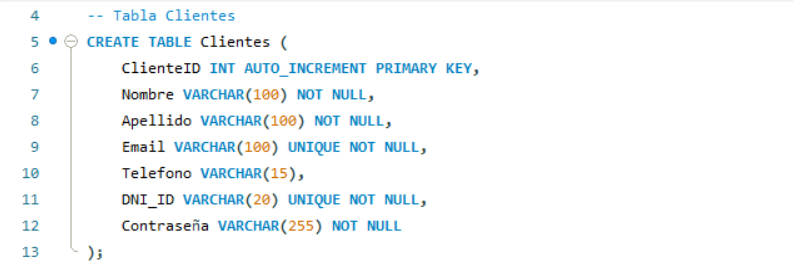 4 -- Tabla Clientes
5 CREATE TABLE Clientes (
6 ClienteID INT AUTO_INCREMENT PRIMARY KEY,
7 Nombre VARCHAR(100) NOT NULL,
8 Apellido VARCHAR(100) NOT NULL,
9 Email VARCHAR(100) UNIQUE NOT NULL,
10 Telefono VARCHAR(15),
11 DNI_ID VARCHAR(20) UNIQUE NOT NULL,
12 Contraseña VARCHAR(255) NOT NULL
13 );